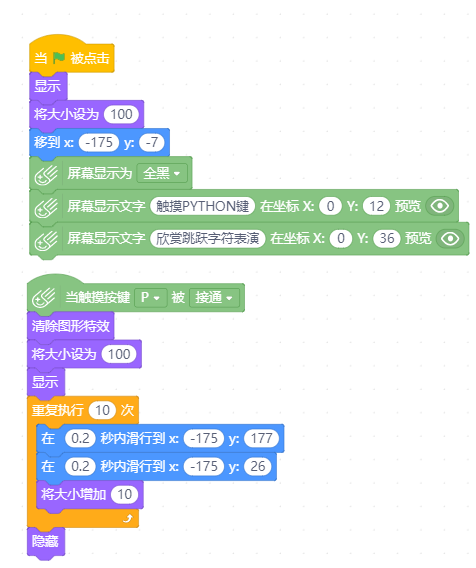 当 被点击
显示
将大小设为 100
移到 x: -175 y: -7
屏幕显示为 全黑
屏幕显示文字 触摸PYTHON键 在坐标 X: 0 Y: 12 预览
屏幕显示文字 欣赏跳跃字符表演 在坐标 X: 0 Y: 36 预览
当触摸按键 P 被 接通
清除图形特效
将大小设为 100
显示
重复执行 10 次
在 0.2 秒内滑行到 x: -175 y: 177
在 0.2 秒内滑行到 x: -175 y: 26
将大小增加 10
隐藏